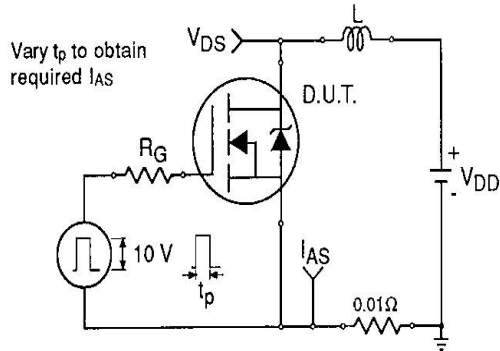 Vary tp to obtain
required IAS
VDS
L
D.U.T.
RG
+
VDD
-
10 V
tp
IAS
0.01Ω